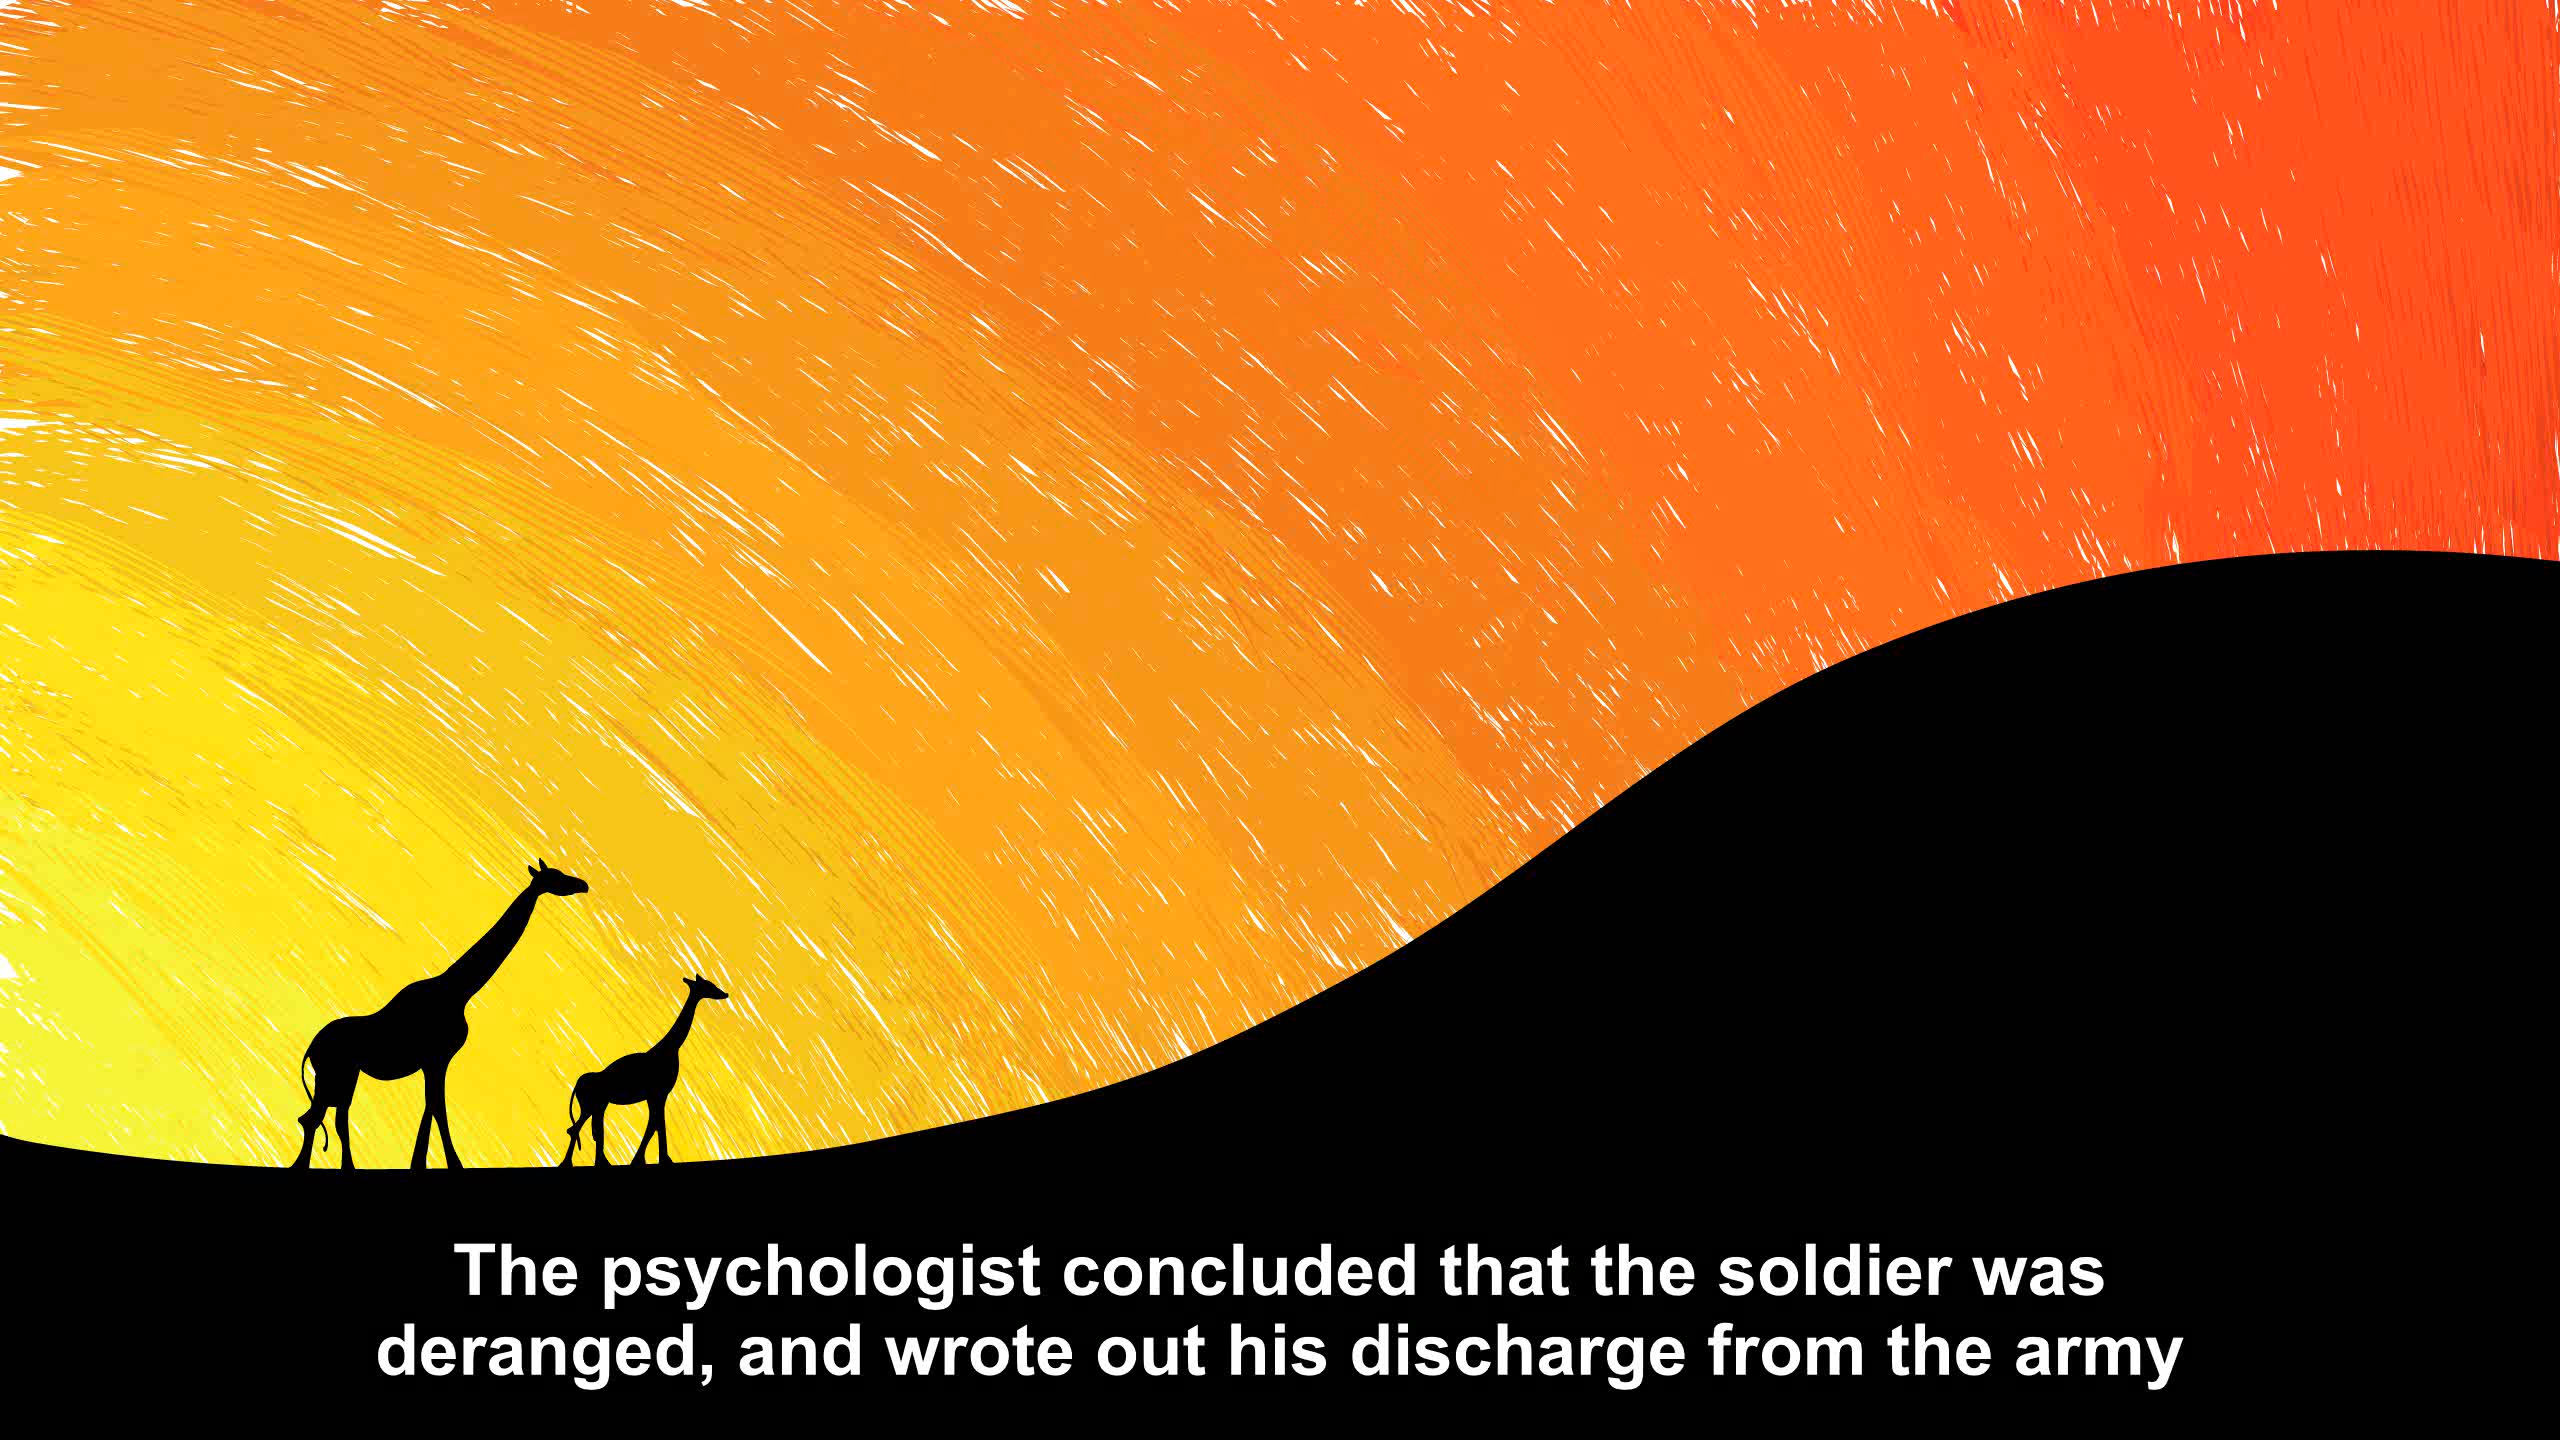 The psychologist concluded that the soldier was
deranged, and wrote out his discharge from the army